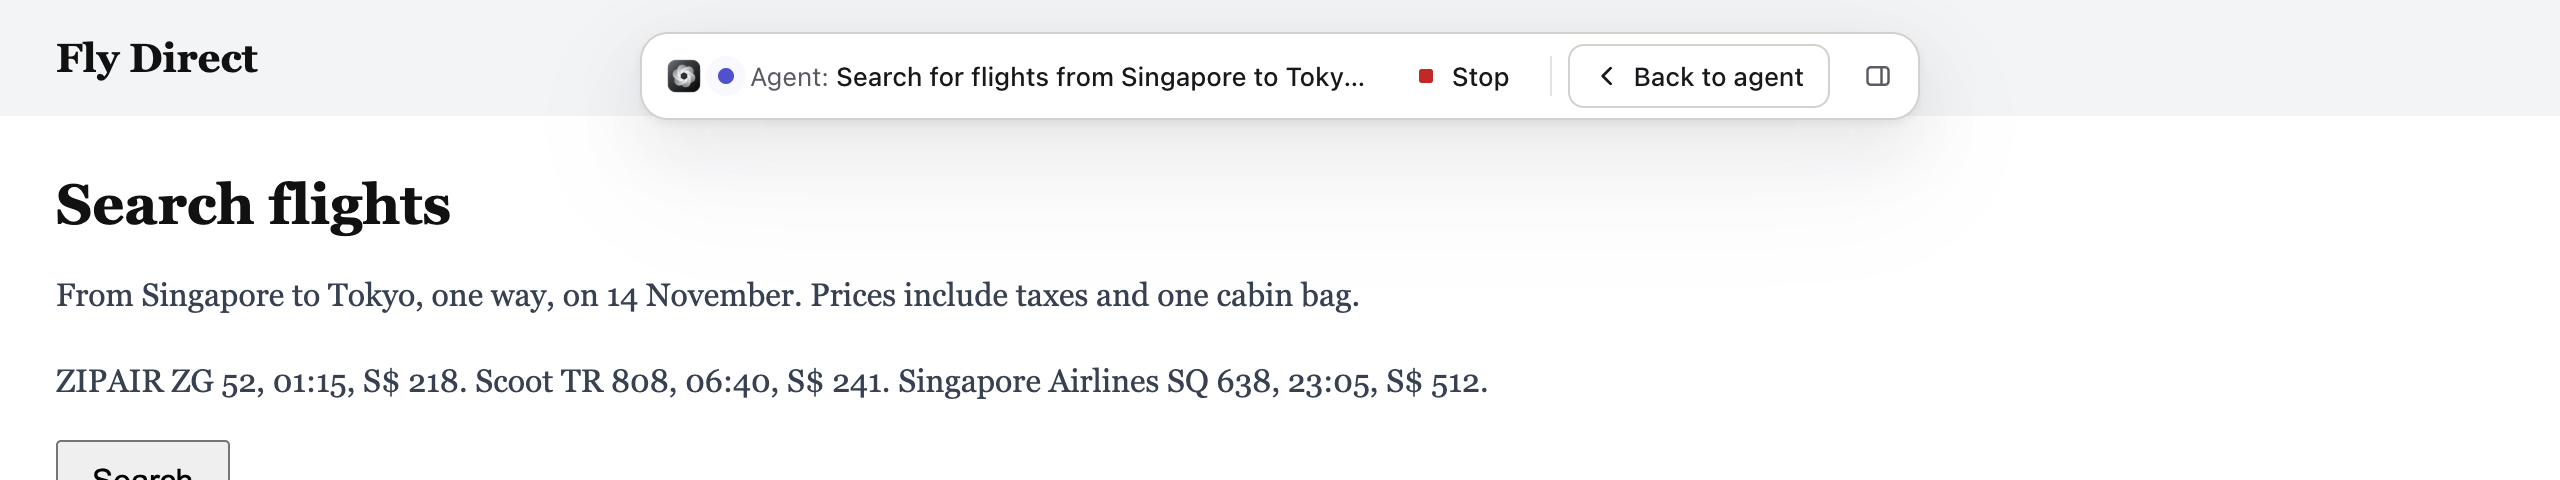 Fly Direct
Agent: Search for flights from Singapore to Toky...
Stop
Back to agent
Search flights
From Singapore to Tokyo, one way, on 14 November. Prices include taxes and one cabin bag.
ZIPAIR ZG 52, 01:15, S$ 218. Scoot TR 808, 06:40, S$ 241. Singapore Airlines SQ 638, 23:05, S$ 512.
Search